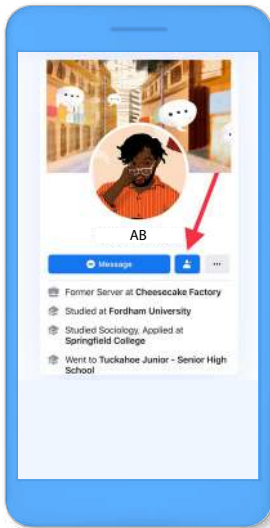 AB
Message
Former Server at Cheesecake Factory
Studied at Fordham University
Studied Sociology, Applied at
Springfield College
Went to Tuckahoe Junior - Senior High
School